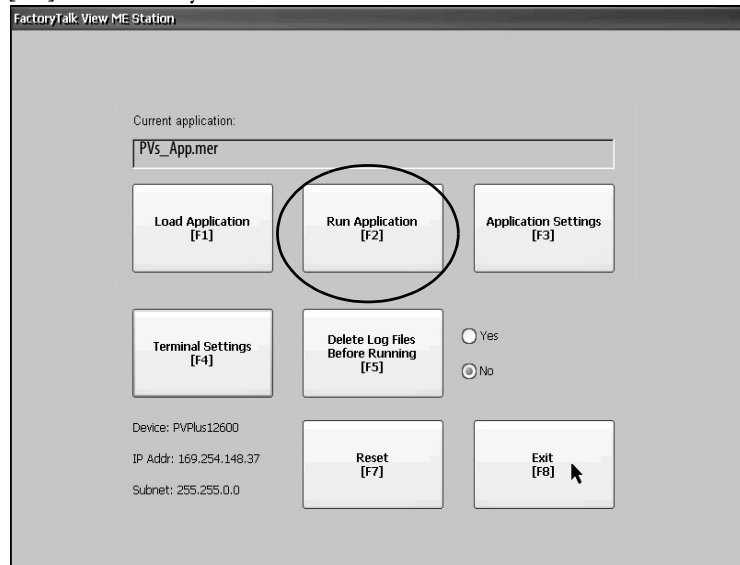 FactoryTalk View ME Station
Current application:
PVs_App.mer
Load Application
[F1]
Run Application
[F2]
Application Settings
[F3]
Terminal Settings
[F4]
Delete Log Files
Before Running
[F5]
Yes
No
Device: PVPlus12600
IP Addr: 169.254.148.37
Subnet: 255.255.0.0
Reset
[F7]
Exit
[F8]